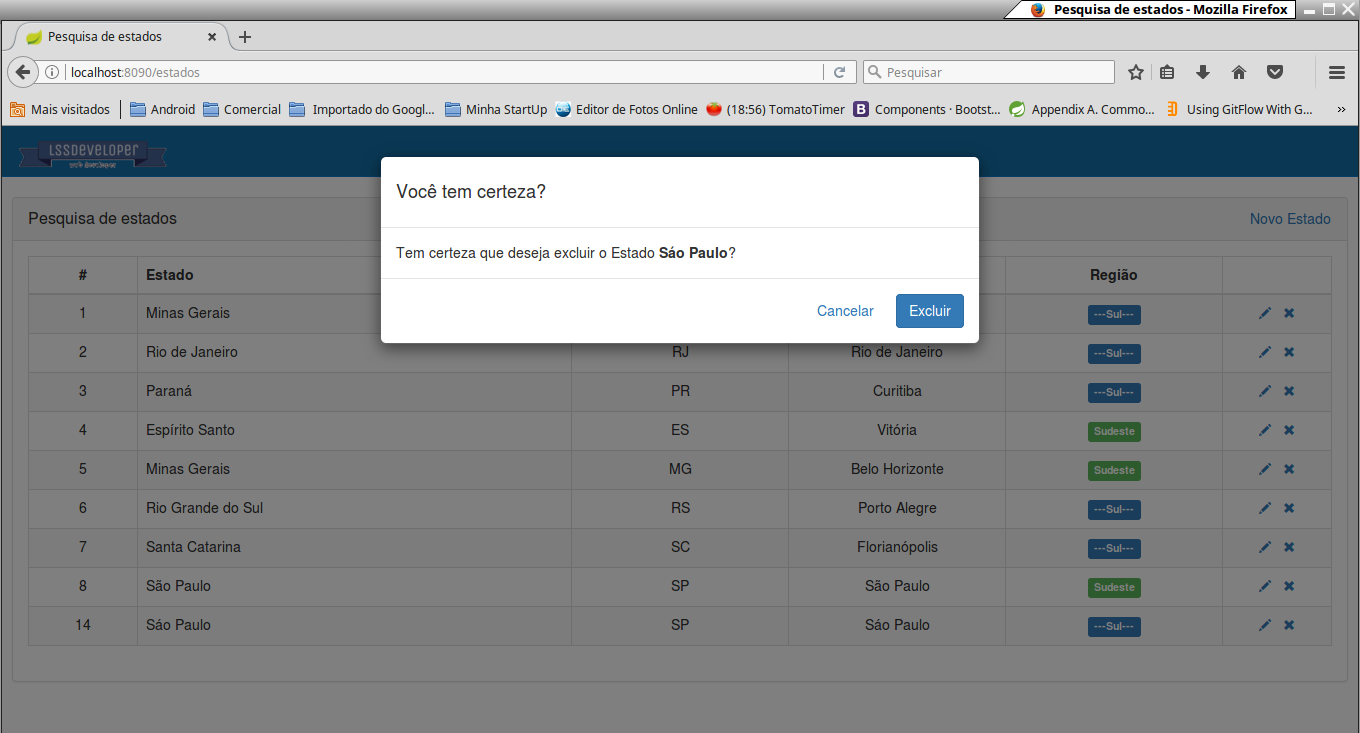 Pesquisa de estados - Mozilla Firefox
Pesquisa de estados
localhost:8090/estados
Pesquisar
Mais visitados Android Comercial Importado do Googl... Minha StartUp Editor de Fotos Online (18:56) TomatoTimer Components · Bootst... Appendix A. Commo... Using GitFlow With G... »
LSSDEVELOPER
Você tem certeza?
Tem certeza que deseja excluir o Estado Sáo Paulo?
Cancelar Excluir
Pesquisa de estados Novo Estado
# Estado Região
1 Minas Gerais ---Sul---
2 Rio de Janeiro RJ Rio de Janeiro ---Sul---
3 Paraná PR Curitiba ---Sul---
4 Espírito Santo ES Vitória Sudeste
5 Minas Gerais MG Belo Horizonte Sudeste
6 Rio Grande do Sul RS Porto Alegre ---Sul---
7 Santa Catarina SC Florianópolis ---Sul---
8 São Paulo SP São Paulo Sudeste
14 Sáo Paulo SP Sáo Paulo ---Sul---